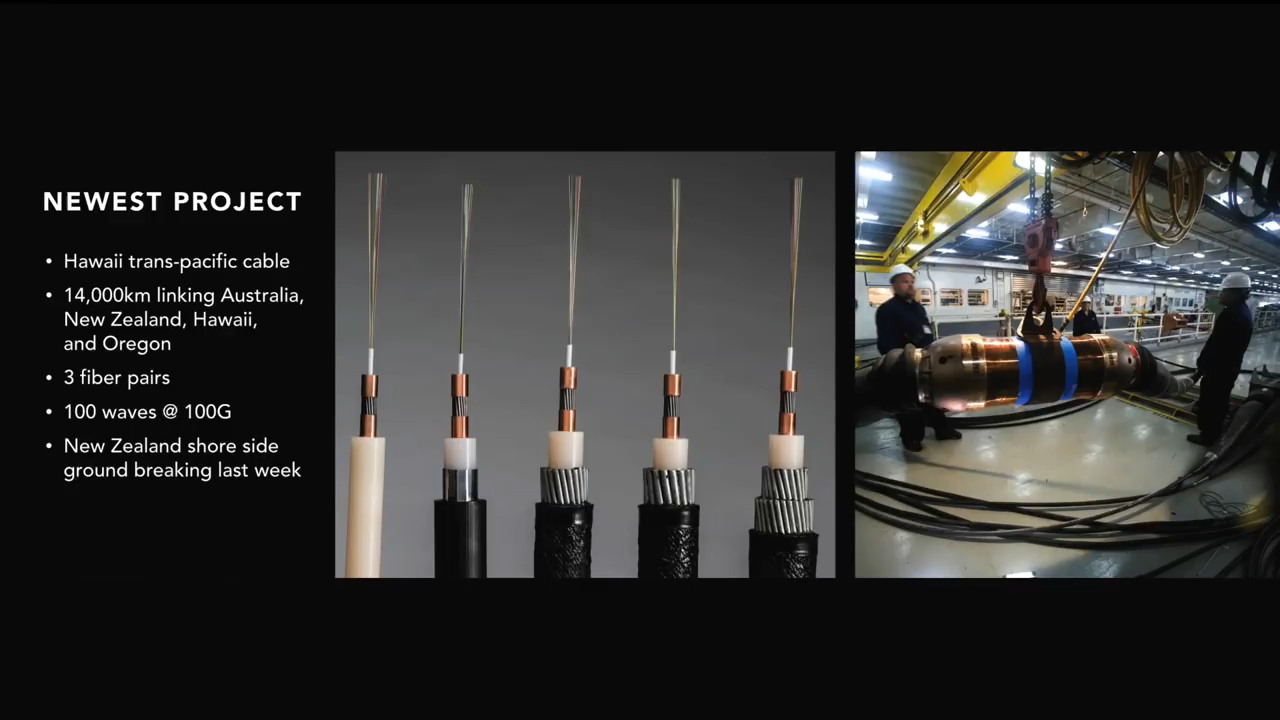 NEWEST PROJECT
• Hawaii trans-pacific cable
• 14,000km linking Australia,
New Zealand, Hawaii,
and Oregon
• 3 fiber pairs
• 100 waves @ 100G
• New Zealand shore side
ground breaking last week